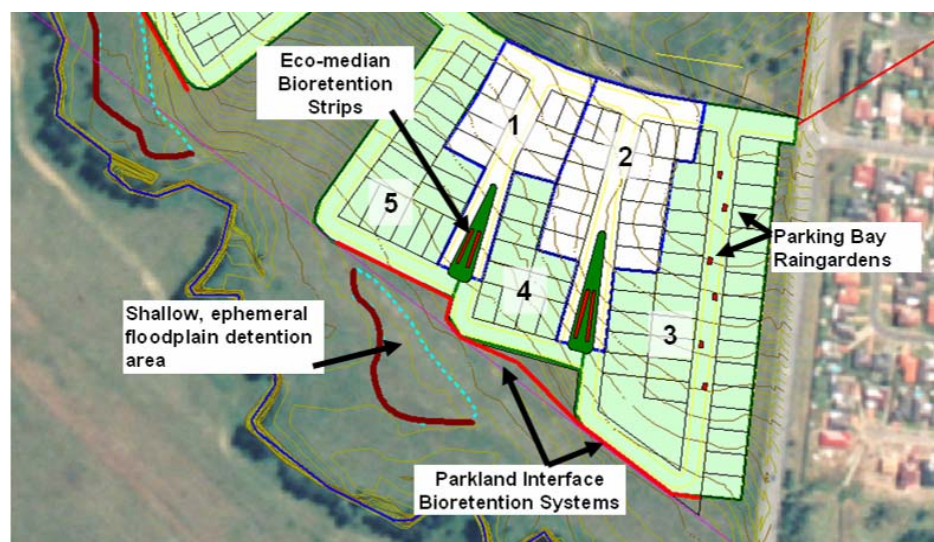 Eco-median
Bioretention
Strips
1
2
5
Parking Bay
Raingardens
4
Shallow, ephemeral
floodplain detention
area
3
Parkland Interface
Bioretention Systems